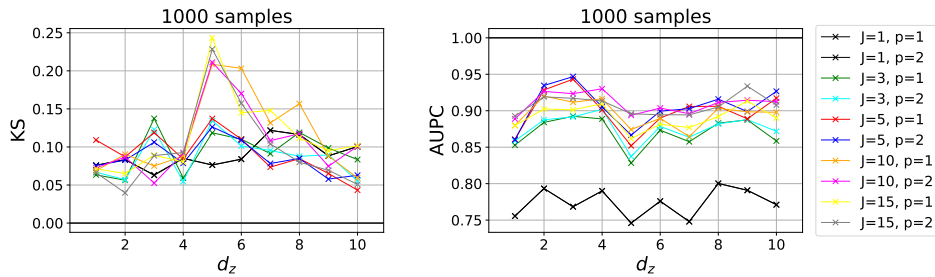 1000 samples
KS
0.25
0.20
0.15
0.10
0.05
0.00
2 4 6 8 10
d_z
1000 samples
AUPC
1.00
0.95
0.90
0.85
0.80
0.75
2 4 6 8 10
d_z
J=1, p=1
J=1, p=2
J=3, p=1
J=3, p=2
J=5, p=1
J=5, p=2
J=10, p=1
J=10, p=2
J=15, p=1
J=15, p=2